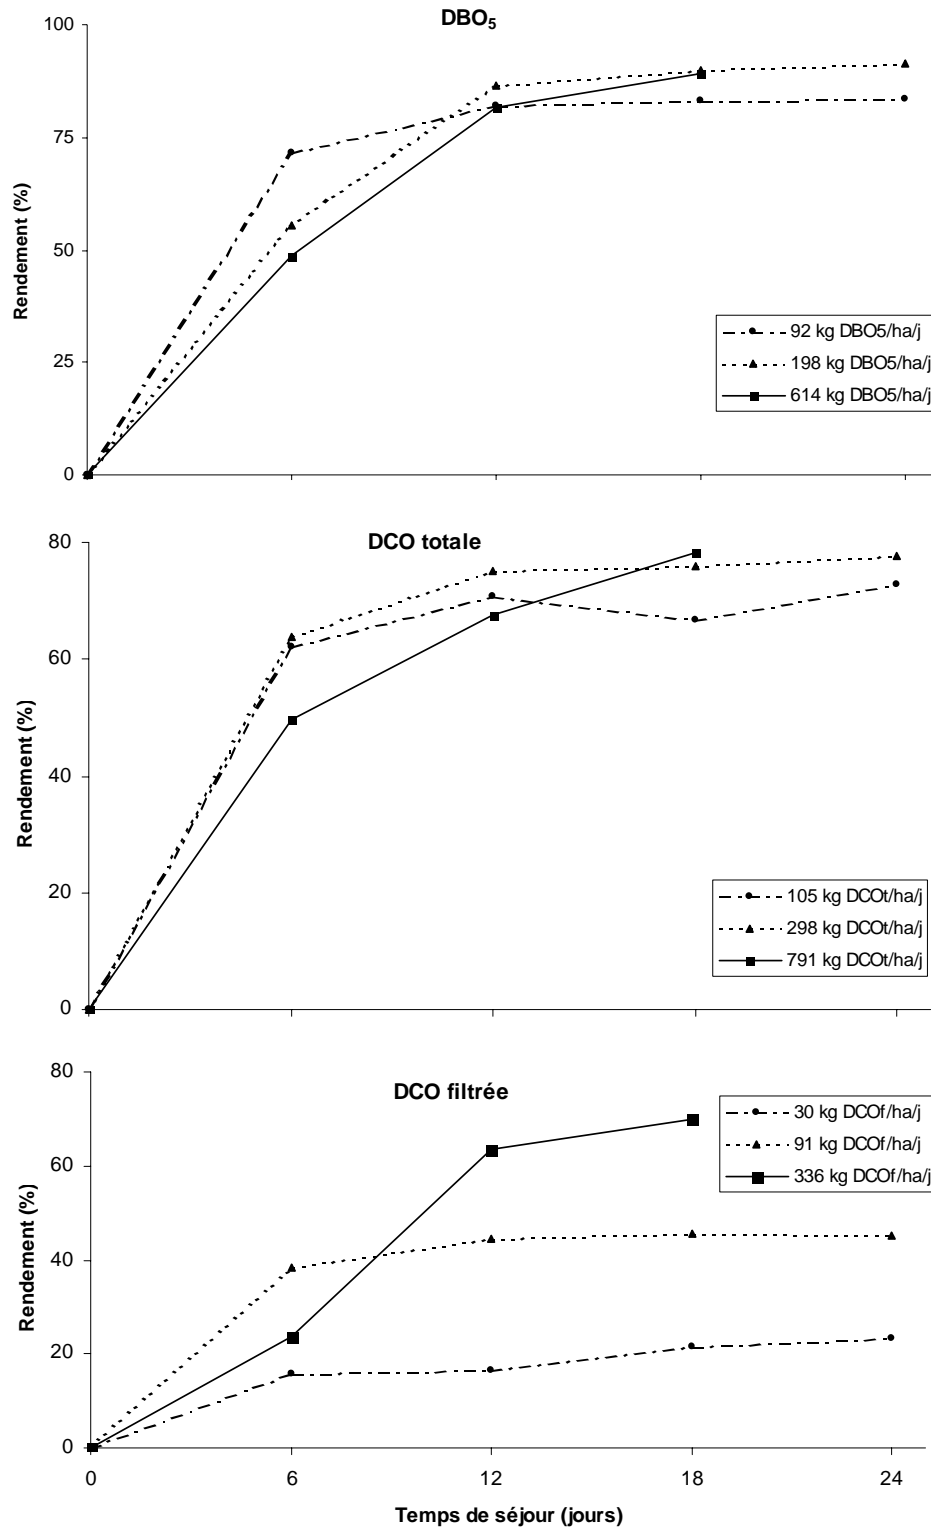 DBO5
100
75
50
25
0
Rendement (%)
92 kg DBO5/ha/j
198 kg DBO5/ha/j
614 kg DBO5/ha/j
DCO totale
80
60
40
20
0
Rendement (%)
105 kg DCOt/ha/j
298 kg DCOt/ha/j
791 kg DCOt/ha/j
DCO filtrée
80
60
40
20
0
Rendement (%)
30 kg DCOf/ha/j
91 kg DCOf/ha/j
336 kg DCOf/ha/j
0 6 12 18 24
Temps de séjour (jours)